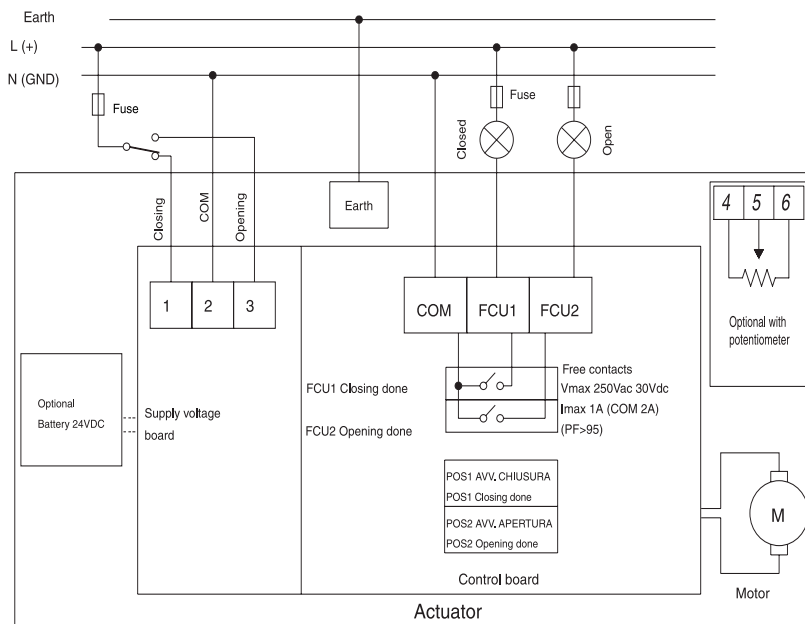 Earth
L (+)
N (GND)
Fuse
Fuse
Closed
Open
Closing
COM
Opening
Earth
4 5 6
Optional with
potentiometer
1 2 3
COM FCU1 FCU2
Free contacts
Vmax 250Vac 30Vdc
Imax 1A (COM 2A)
(PF>95)
FCU1 Closing done
FCU2 Opening done
Optional
Battery 24VDC
Supply voltage
board
POS1 AVV. CHIUSURA
POS1 Closing done
POS2 AVV. APERTURA
POS2 Opening done
Control board
M
Motor
Actuator